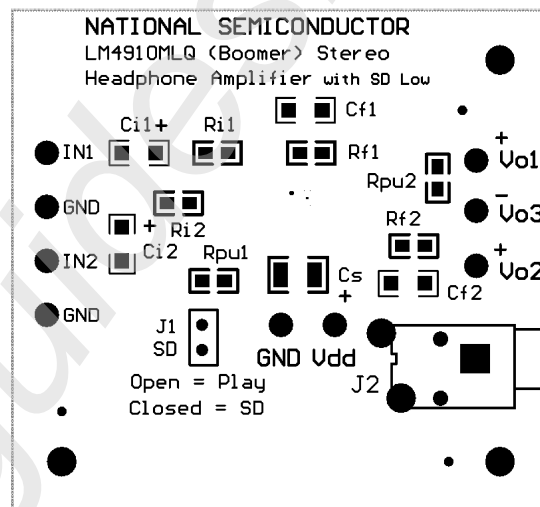 NATIONAL SEMICONDUCTOR
LM4910MLQ (Boomer) Stereo
Headphone Amplifier with SD Low
Cf1
Ci1+ Ri1
IN1 Rf1 + Vo1
Rpu2
GND - Vo3
+ Ri2 Rf2
Ci2 Rpu1
IN2 + Vo2
Cs +
Cf2
GND
J1
SD
GND Vdd
J2
Open = Play
Closed = SD